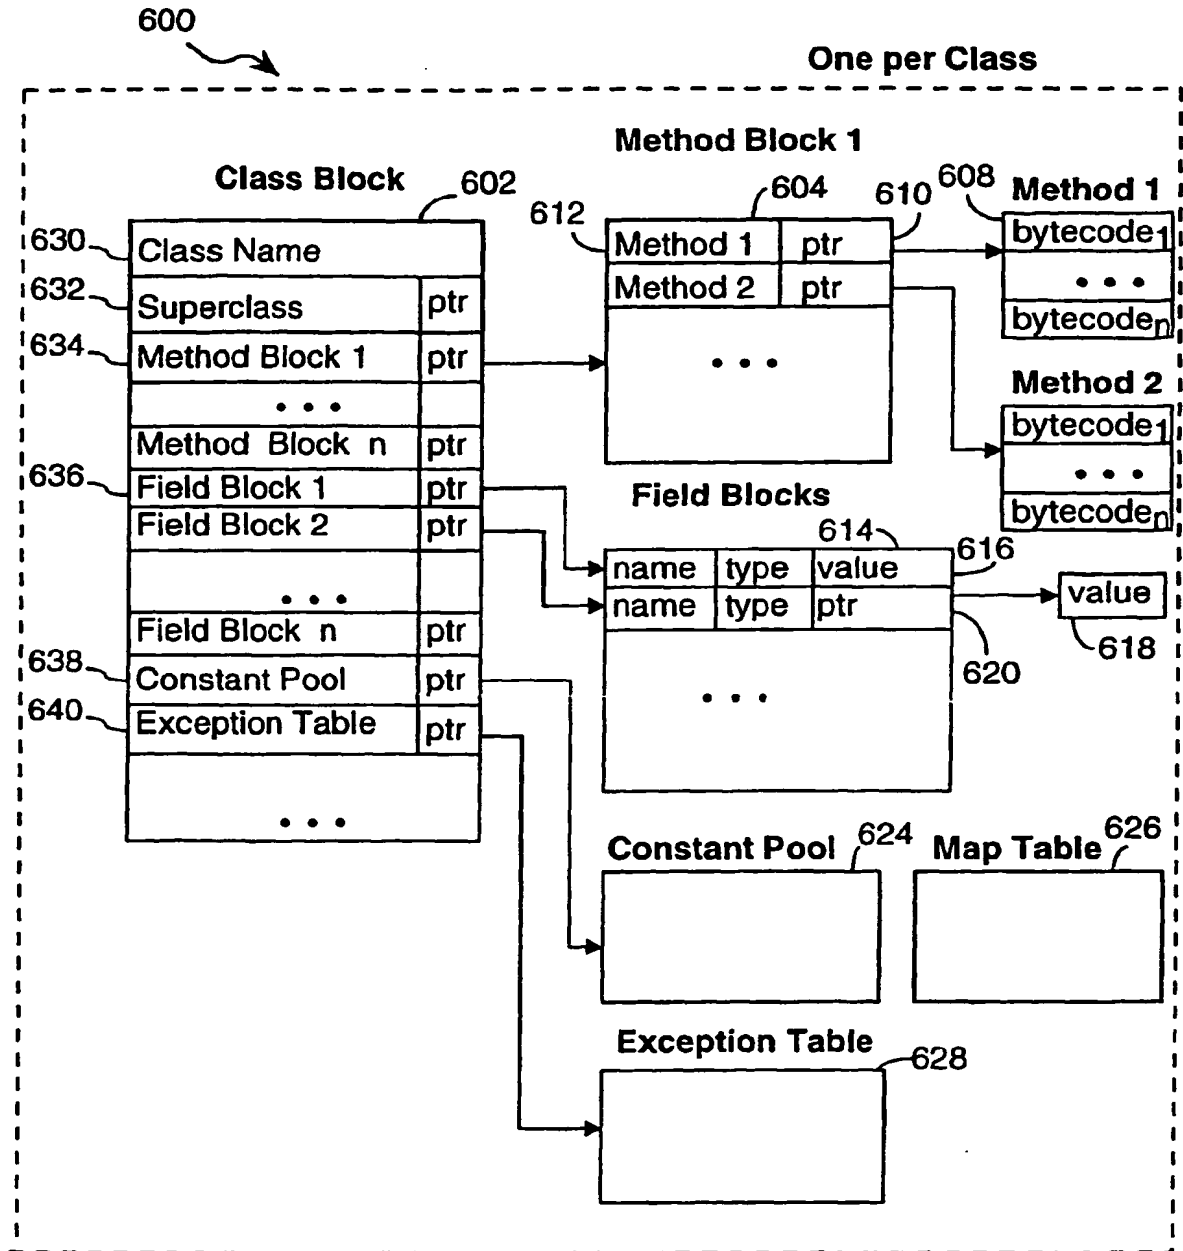 600
One per Class
Method Block 1
Class Block
602
604
610
608
Method 1
612
630
Class Name
Method 1 ptr
bytecode1
Method 2 ptr
• • •
632
Superclass ptr
bytecoden
634
Method Block 1 ptr
• • •
Method 2
• • •
bytecode1
Method Block n ptr
• • •
636
Field Block 1 ptr
Field Blocks
bytecoden
Field Block 2 ptr
614
616
name type value
name type ptr
value
• • •
618
620
Field Block n ptr
638
Constant Pool ptr
• • •
640
Exception Table ptr
• • •
Constant Pool
624
Map Table
626
Exception Table
628